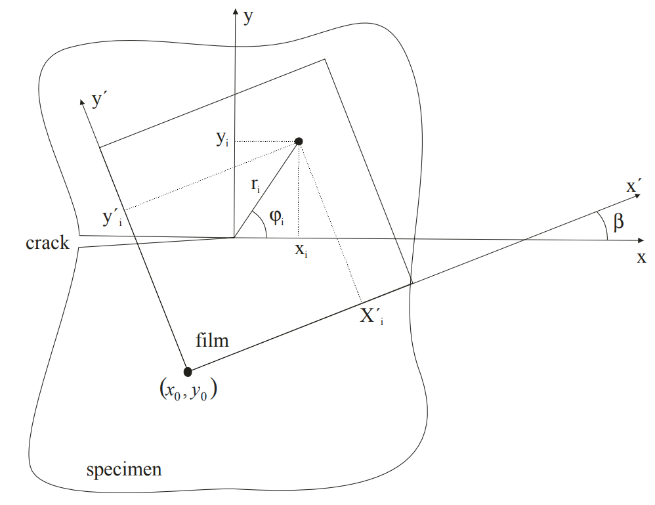 y
y´
yᵢ
x´
rᵢ
y´ᵢ
φᵢ
β
crack
xᵢ
x
X´ᵢ
film
(x₀, y₀)
specimen